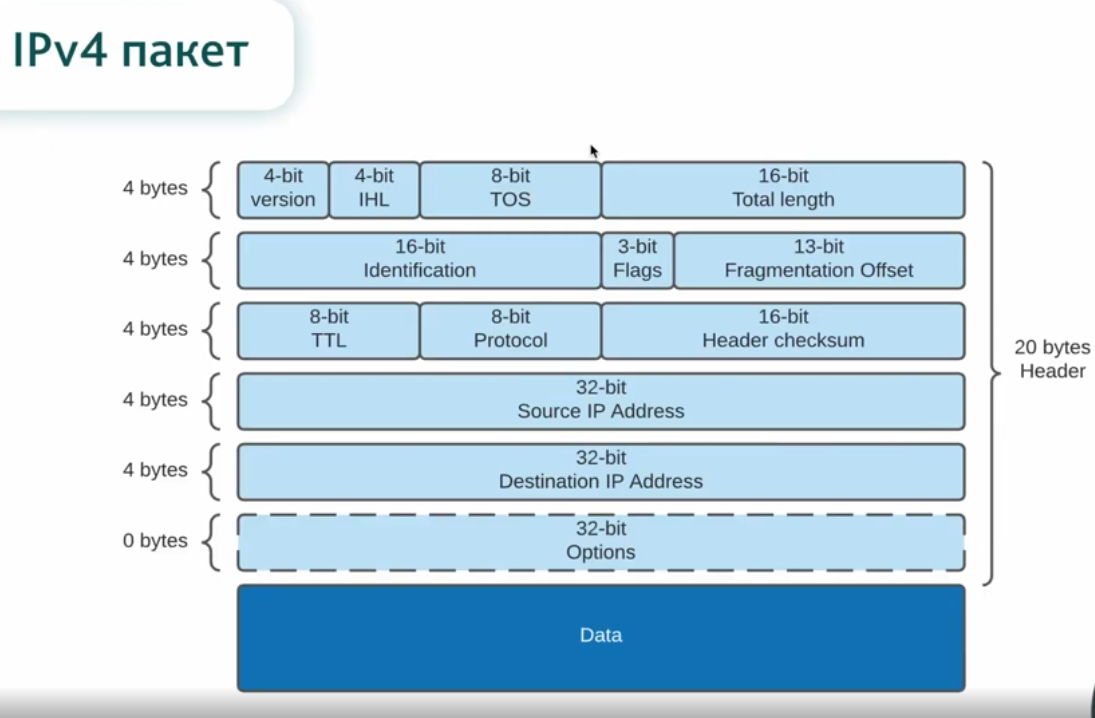 IPv4 пакет
4 bytes
4-bit
version
4-bit
IHL
8-bit
TOS
16-bit
Total length
4 bytes
16-bit
Identification
3-bit
Flags
13-bit
Fragmentation Offset
4 bytes
8-bit
TTL
8-bit
Protocol
16-bit
Header checksum
20 bytes
Header
4 bytes
32-bit
Source IP Address
4 bytes
32-bit
Destination IP Address
0 bytes
32-bit
Options
Data